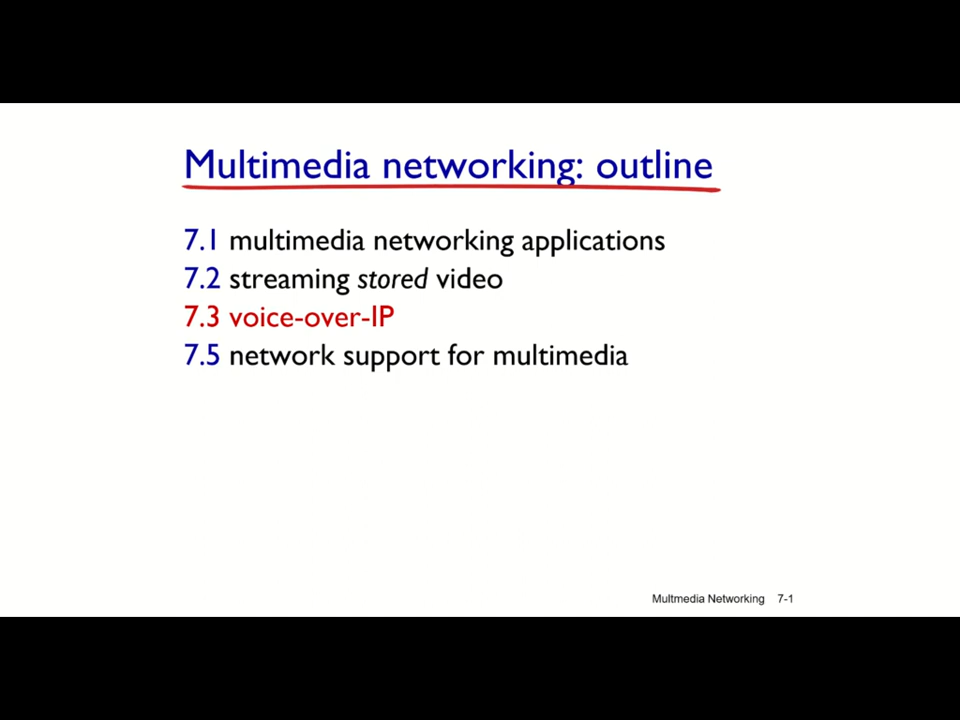 Multimedia networking: outline
7.1 multimedia networking applications
7.2 streaming stored video
7.3 voice-over-IP
7.5 network support for multimedia
Multmedia Networking 7-1